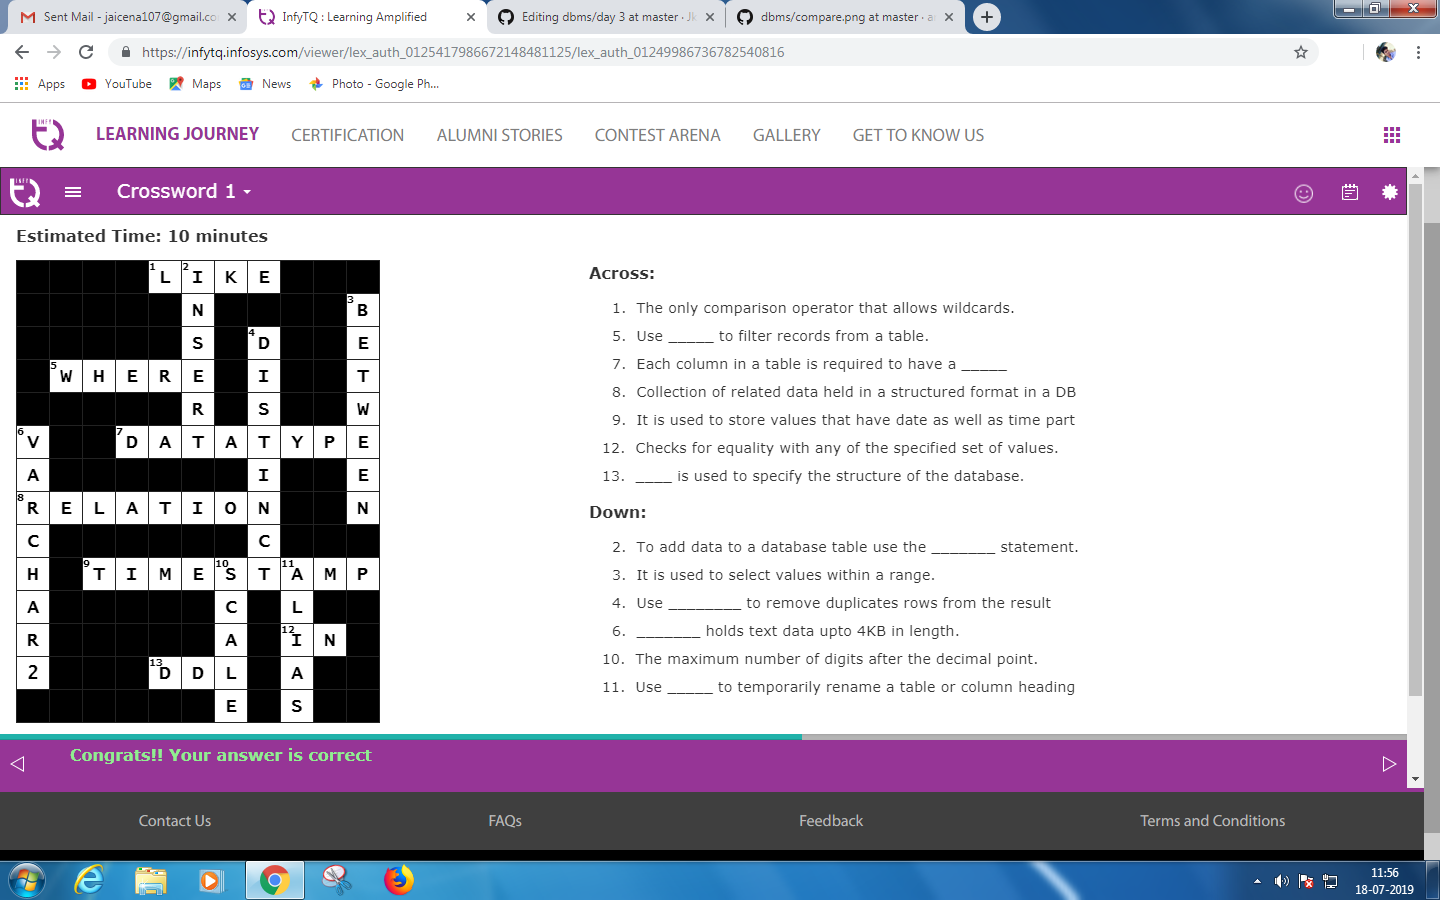 Sent Mail - jaicena107@gmail.co
InfyTQ : Learning Amplified
Editing dbms/day 3 at master · Jk
dbms/compare.png at master ·
https://infytq.infosys.com/viewer/lex_auth_0125417986672148481125/lex_auth_01249986736782540816
Apps YouTube Maps News Photo - Google Ph...
INFY TQ LEARNING JOURNEY CERTIFICATION ALUMNI STORIES CONTEST ARENA GALLERY GET TO KNOW US
INFY TQ Crossword 1
Estimated Time: 10 minutes
1 L 2 I K E
N 3 B
S 4 D E
5 W H E R E I T
R S W
6 V 7 D A T A T Y P E
A I E
8 R E L A T I O N N
C C
H 9 T I M E 10 S T 11 A M P
A C L
R A 12 I N
2 13 D D L A
E S
Across:
1. The only comparison operator that allows wildcards.
5. Use _____ to filter records from a table.
7. Each column in a table is required to have a _____
8. Collection of related data held in a structured format in a DB
9. It is used to store values that have date as well as time part
12. Checks for equality with any of the specified set of values.
13. ____ is used to specify the structure of the database.
Down:
2. To add data to a database table use the _______ statement.
3. It is used to select values within a range.
4. Use ________ to remove duplicates rows from the result
6. _______ holds text data upto 4KB in length.
10. The maximum number of digits after the decimal point.
11. Use _____ to temporarily rename a table or column heading
Congrats!! Your answer is correct
Contact Us FAQs Feedback Terms and Conditions
11:56
18-07-2019